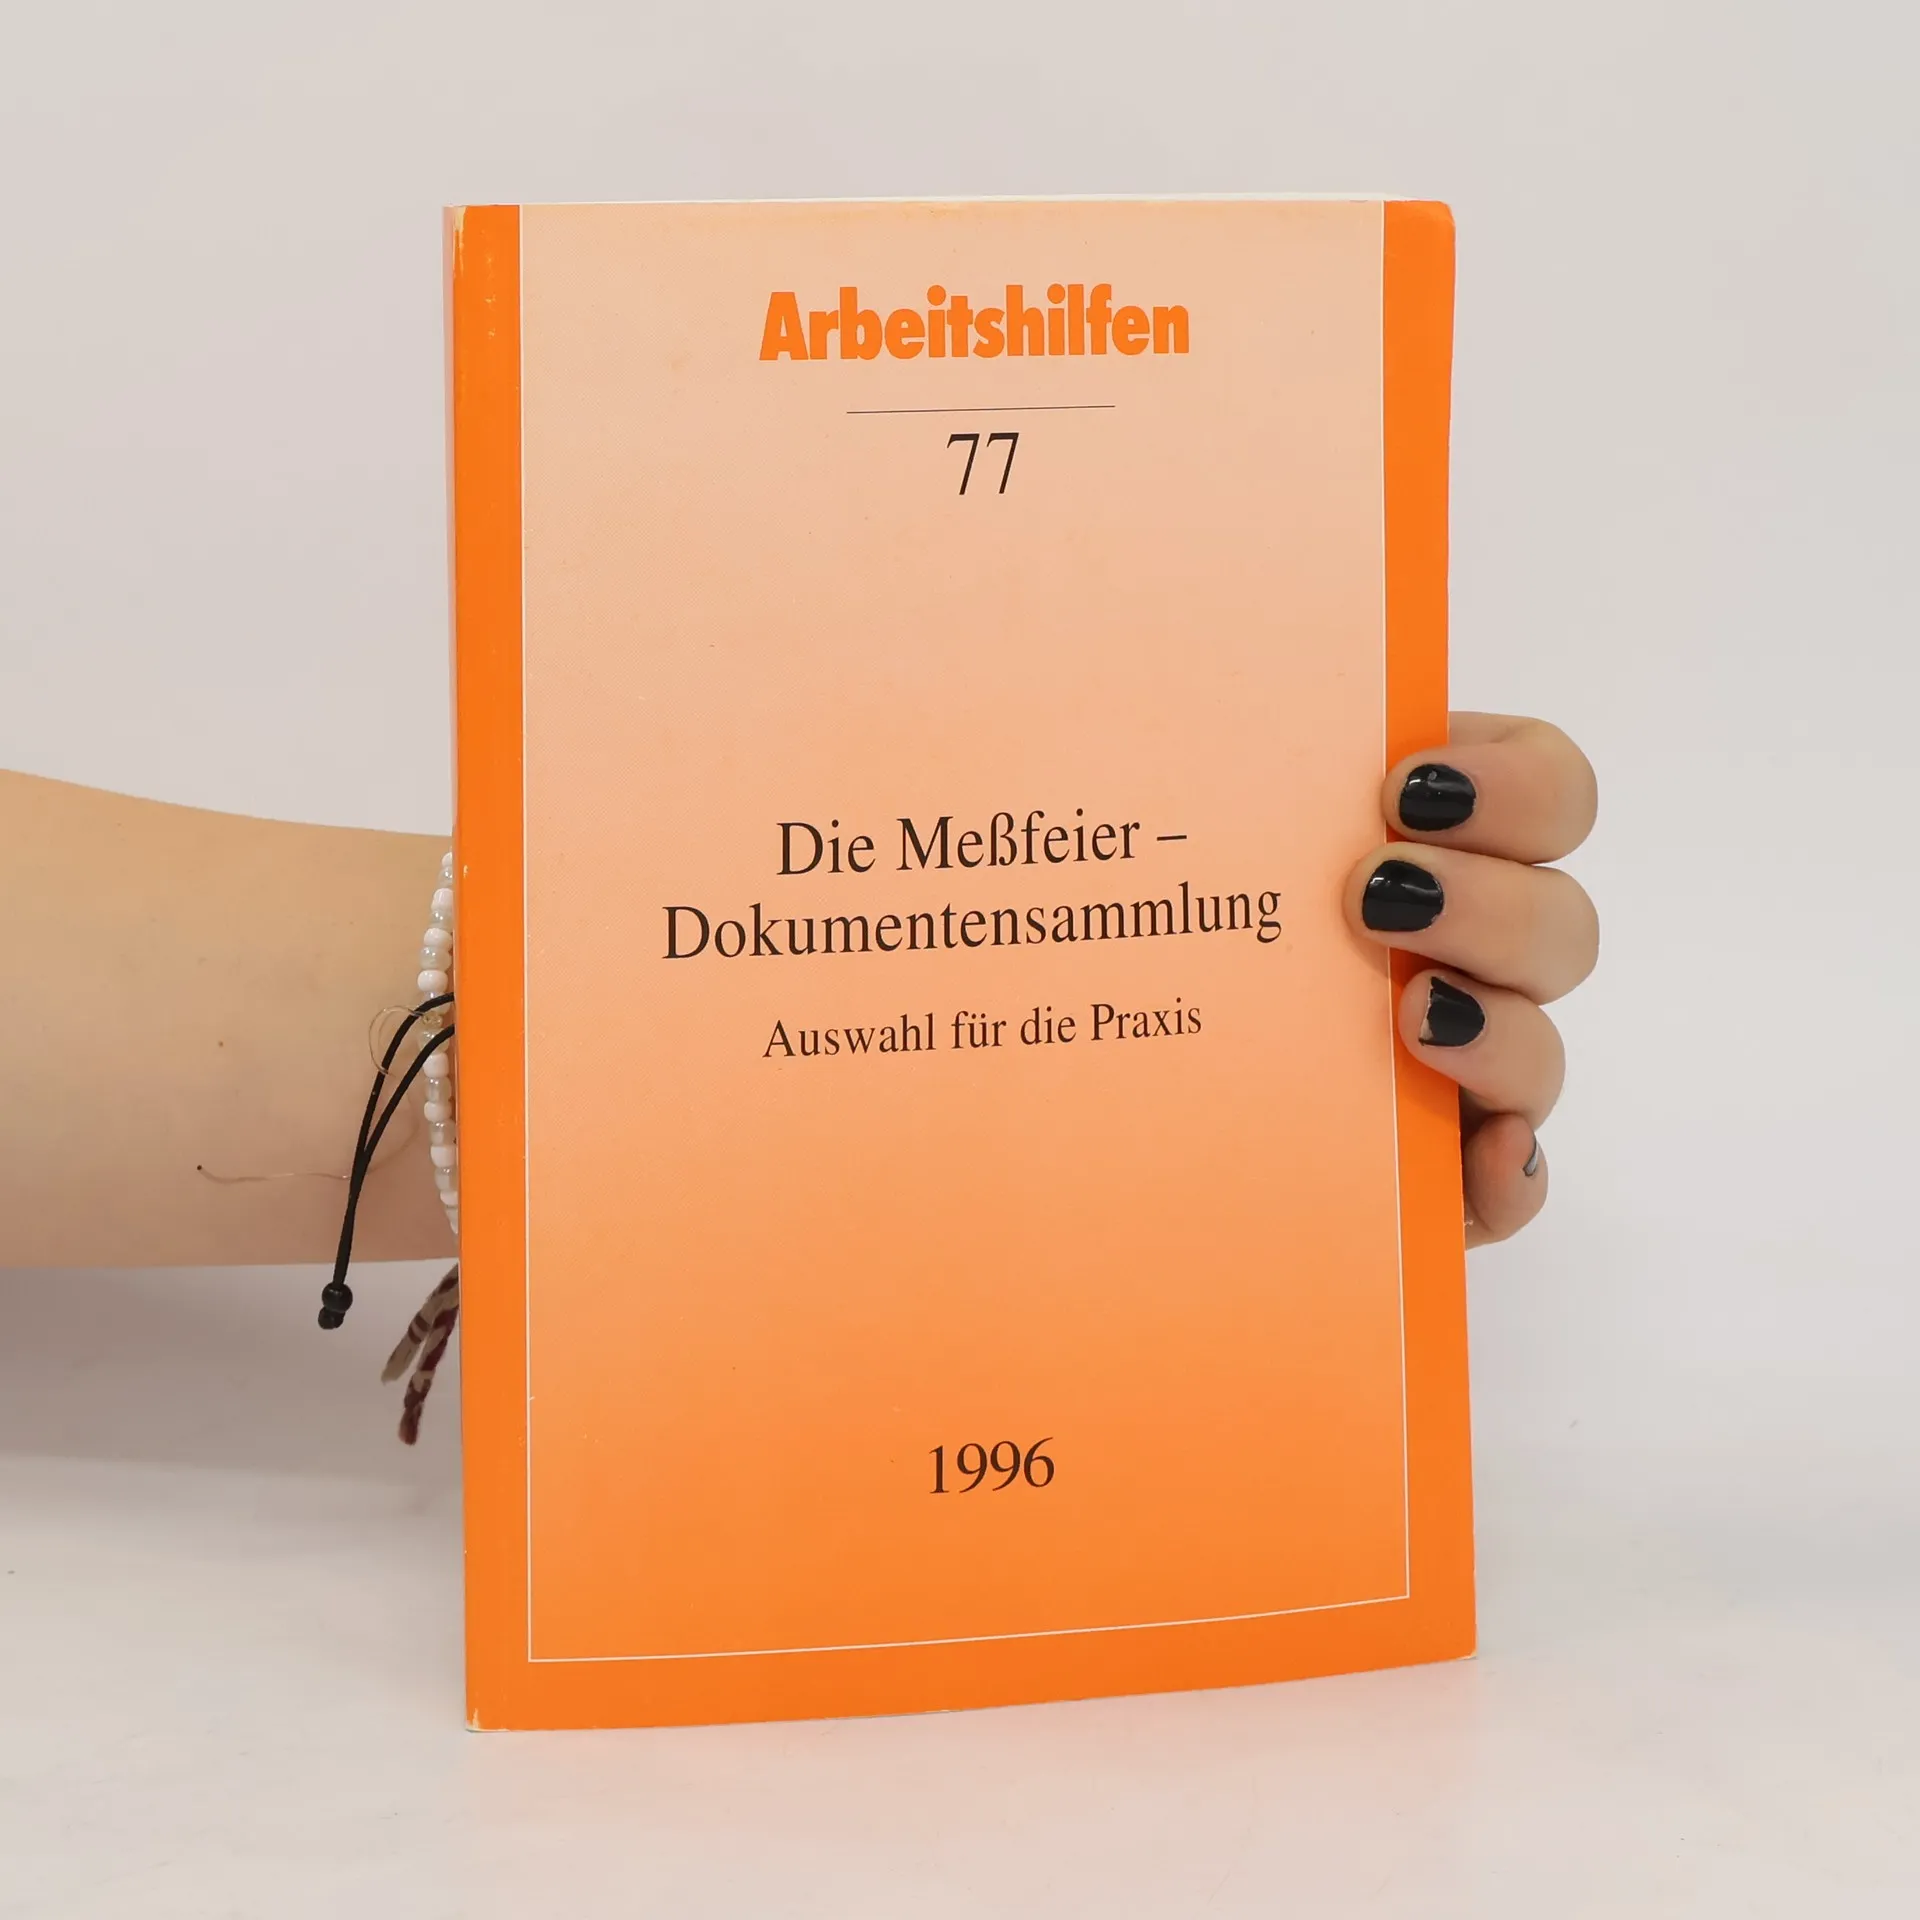 Arbeitshilfen
77
Die Meßfeier –
Dokumentensammlung
Auswahl für die Praxis
1996